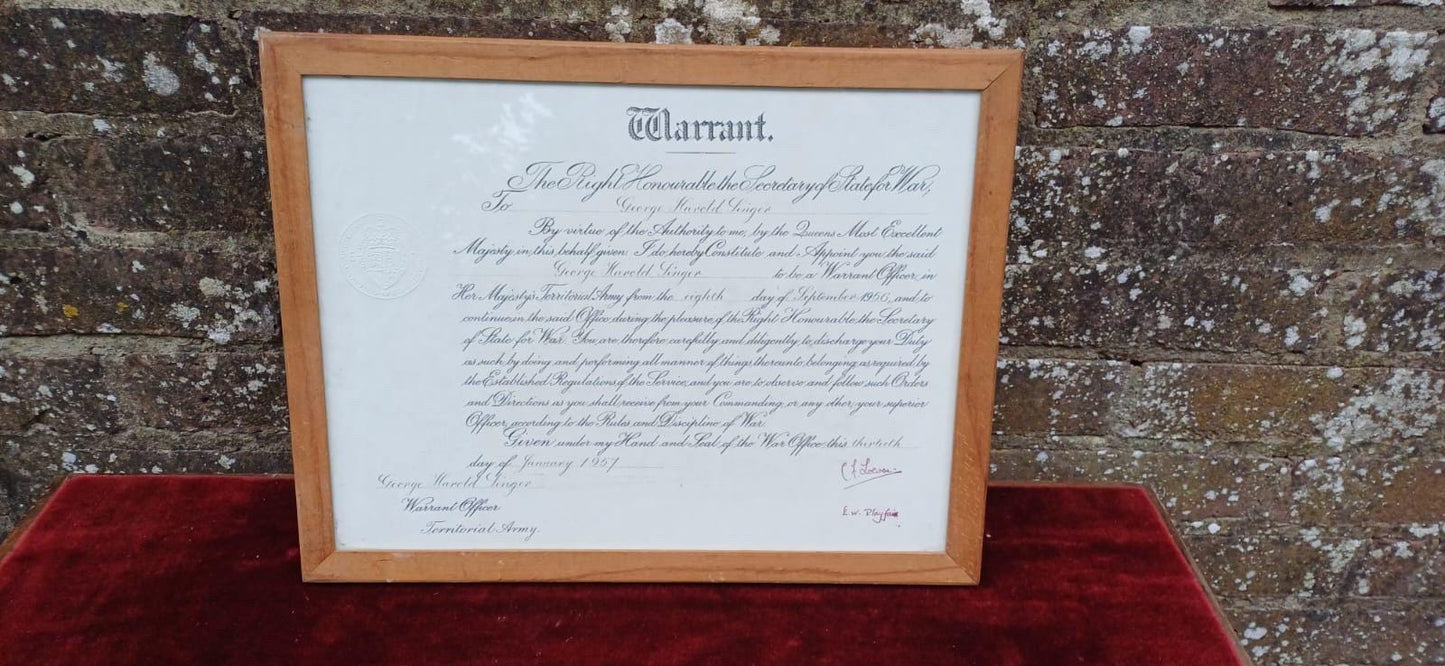 Warrant.
The Right Honourable the Secretary of State for War,
To George Harold Singer
By virtue of the Authority to me, by the Queens Most Excellent
Majesty, in this behalf given. I do hereby Constitute and Appoint you the said
George Harold Singer to be a Warrant Officer, in
Her Majesty's Territorial Army from the eighth day of September 1956, and to
continue in the said Office during the pleasure of the Right Honourable the Secretary
of State for War. You are therefore carefully and diligently to discharge your Duty
as such by doing and performing all manner of things thereunto belonging as required by
the Established Regulations of the Service, and you are to observe and follow such Orders
and Directions as you shall receive from your Commanding, or any other, your superior
Officer, according to the Rules and Discipline of War.
Given under my Hand and Seal of the War Office, this thirtieth
day of January 1957
George Harold Singer
Warrant Officer
Territorial Army.
E.W. Playfair